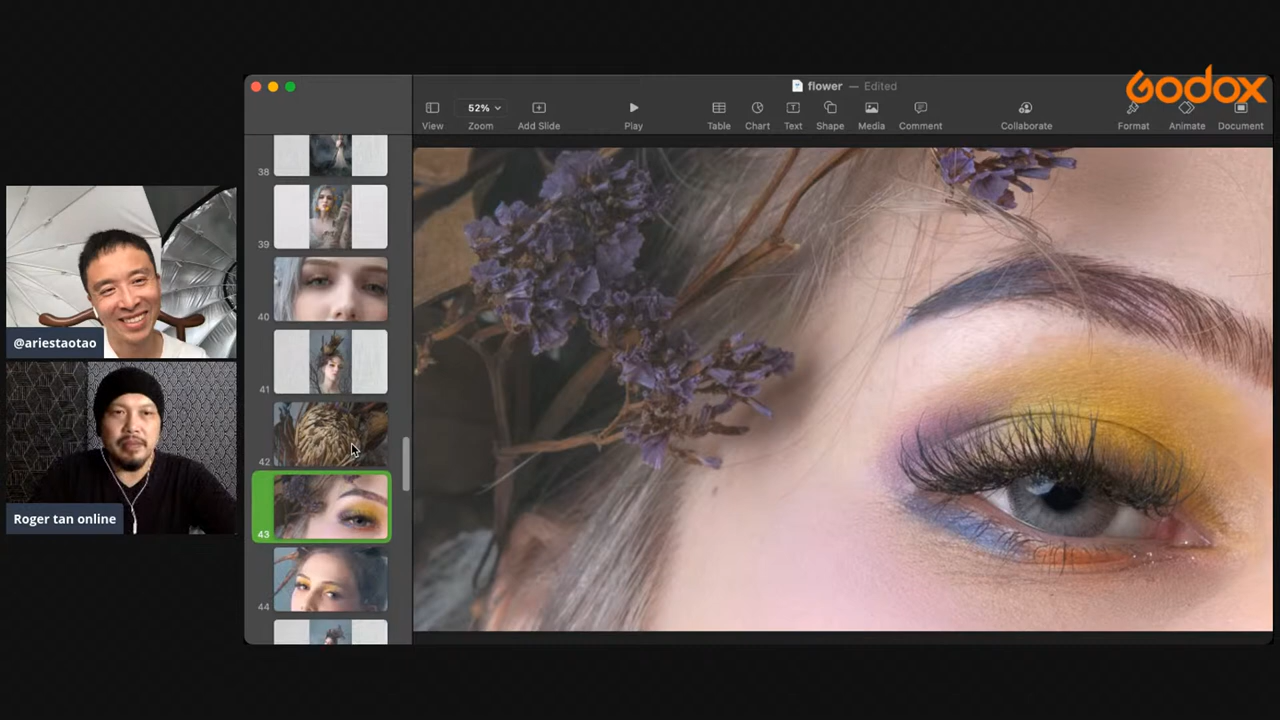 flower — Edited
Godox
52%
View
Zoom
Add Slide
Play
Table
Chart
Text
Shape
Media
Comment
Collaborate
Format
Animate
Document
38
39
40
41
42
43
44
@ariestaotao
Roger tan online